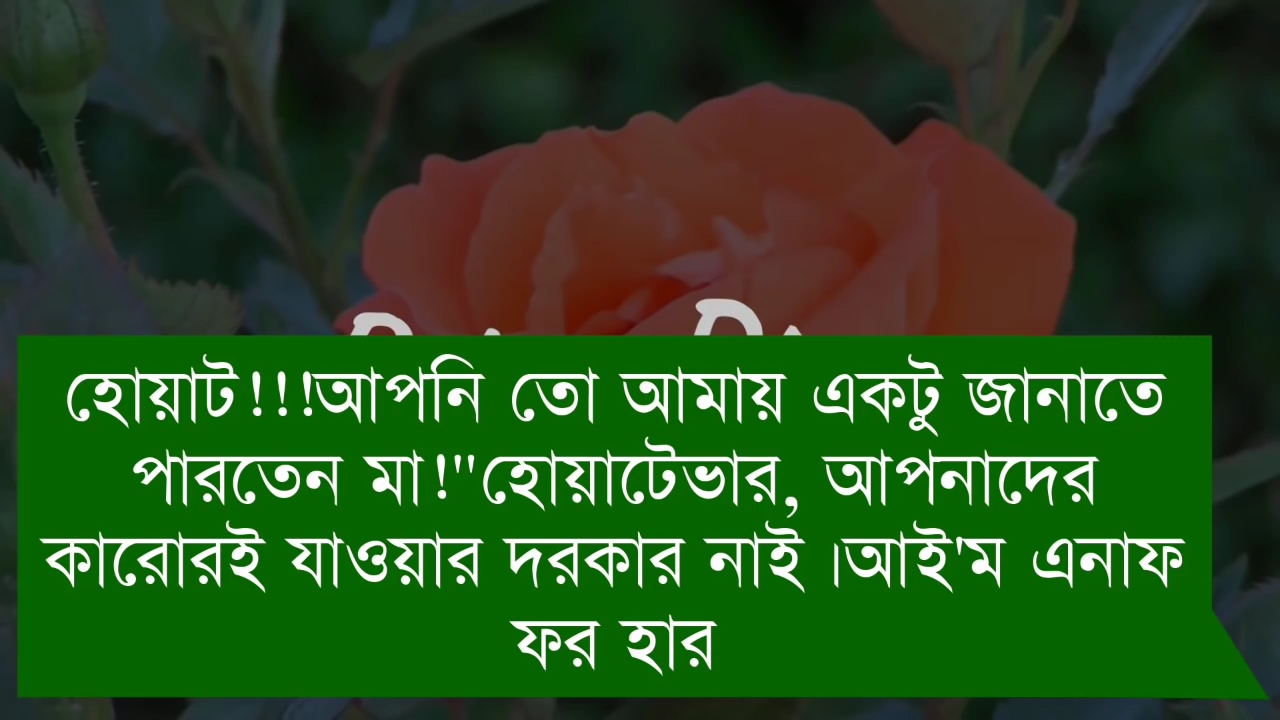 হোয়াট!!!আপনি তো আমায় একটু জানাতে
পারতেন মা!"হোয়াটেভার, আপনাদের
কারোরই যাওয়ার দরকার নাই।আই'ম এনাফ
ফর হার